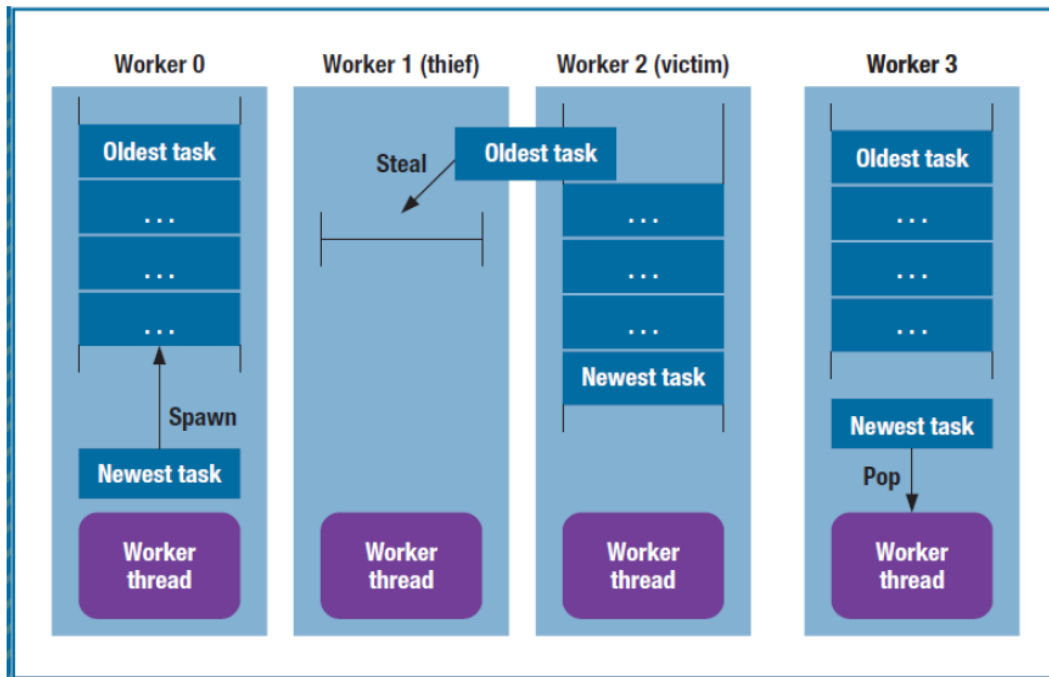 Worker 0
Worker 1 (thief)
Worker 2 (victim)
Worker 3
Oldest task
...
...
...
Spawn
Newest task
Worker
thread
Steal
Worker
thread
Oldest task
...
...
...
Newest task
Worker
thread
Oldest task
...
...
...
Newest task
Pop
Worker
thread